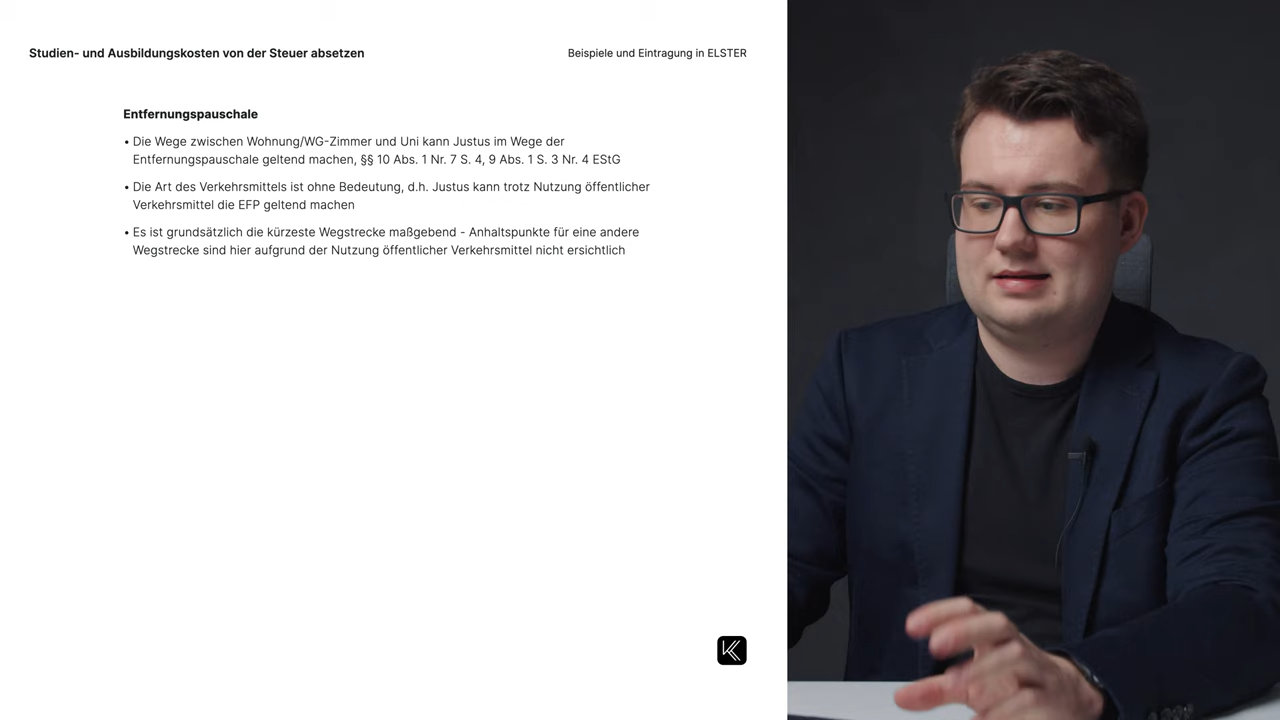 Studien- und Ausbildungskosten von der Steuer absetzen
Beispiele und Eintragung in ELSTER
Entfernungspauschale
• Die Wege zwischen Wohnung/WG-Zimmer und Uni kann Justus im Wege der
Entfernungspauschale geltend machen, §§ 10 Abs. 1 Nr. 7 S. 4, 9 Abs. 1 S. 3 Nr. 4 EStG
• Die Art des Verkehrsmittels ist ohne Bedeutung, d.h. Justus kann trotz Nutzung öffentlicher
Verkehrsmittel die EFP geltend machen
• Es ist grundsätzlich die kürzeste Wegstrecke maßgebend - Anhaltspunkte für eine andere
Wegstrecke sind hier aufgrund der Nutzung öffentlicher Verkehrsmittel nicht ersichtlich